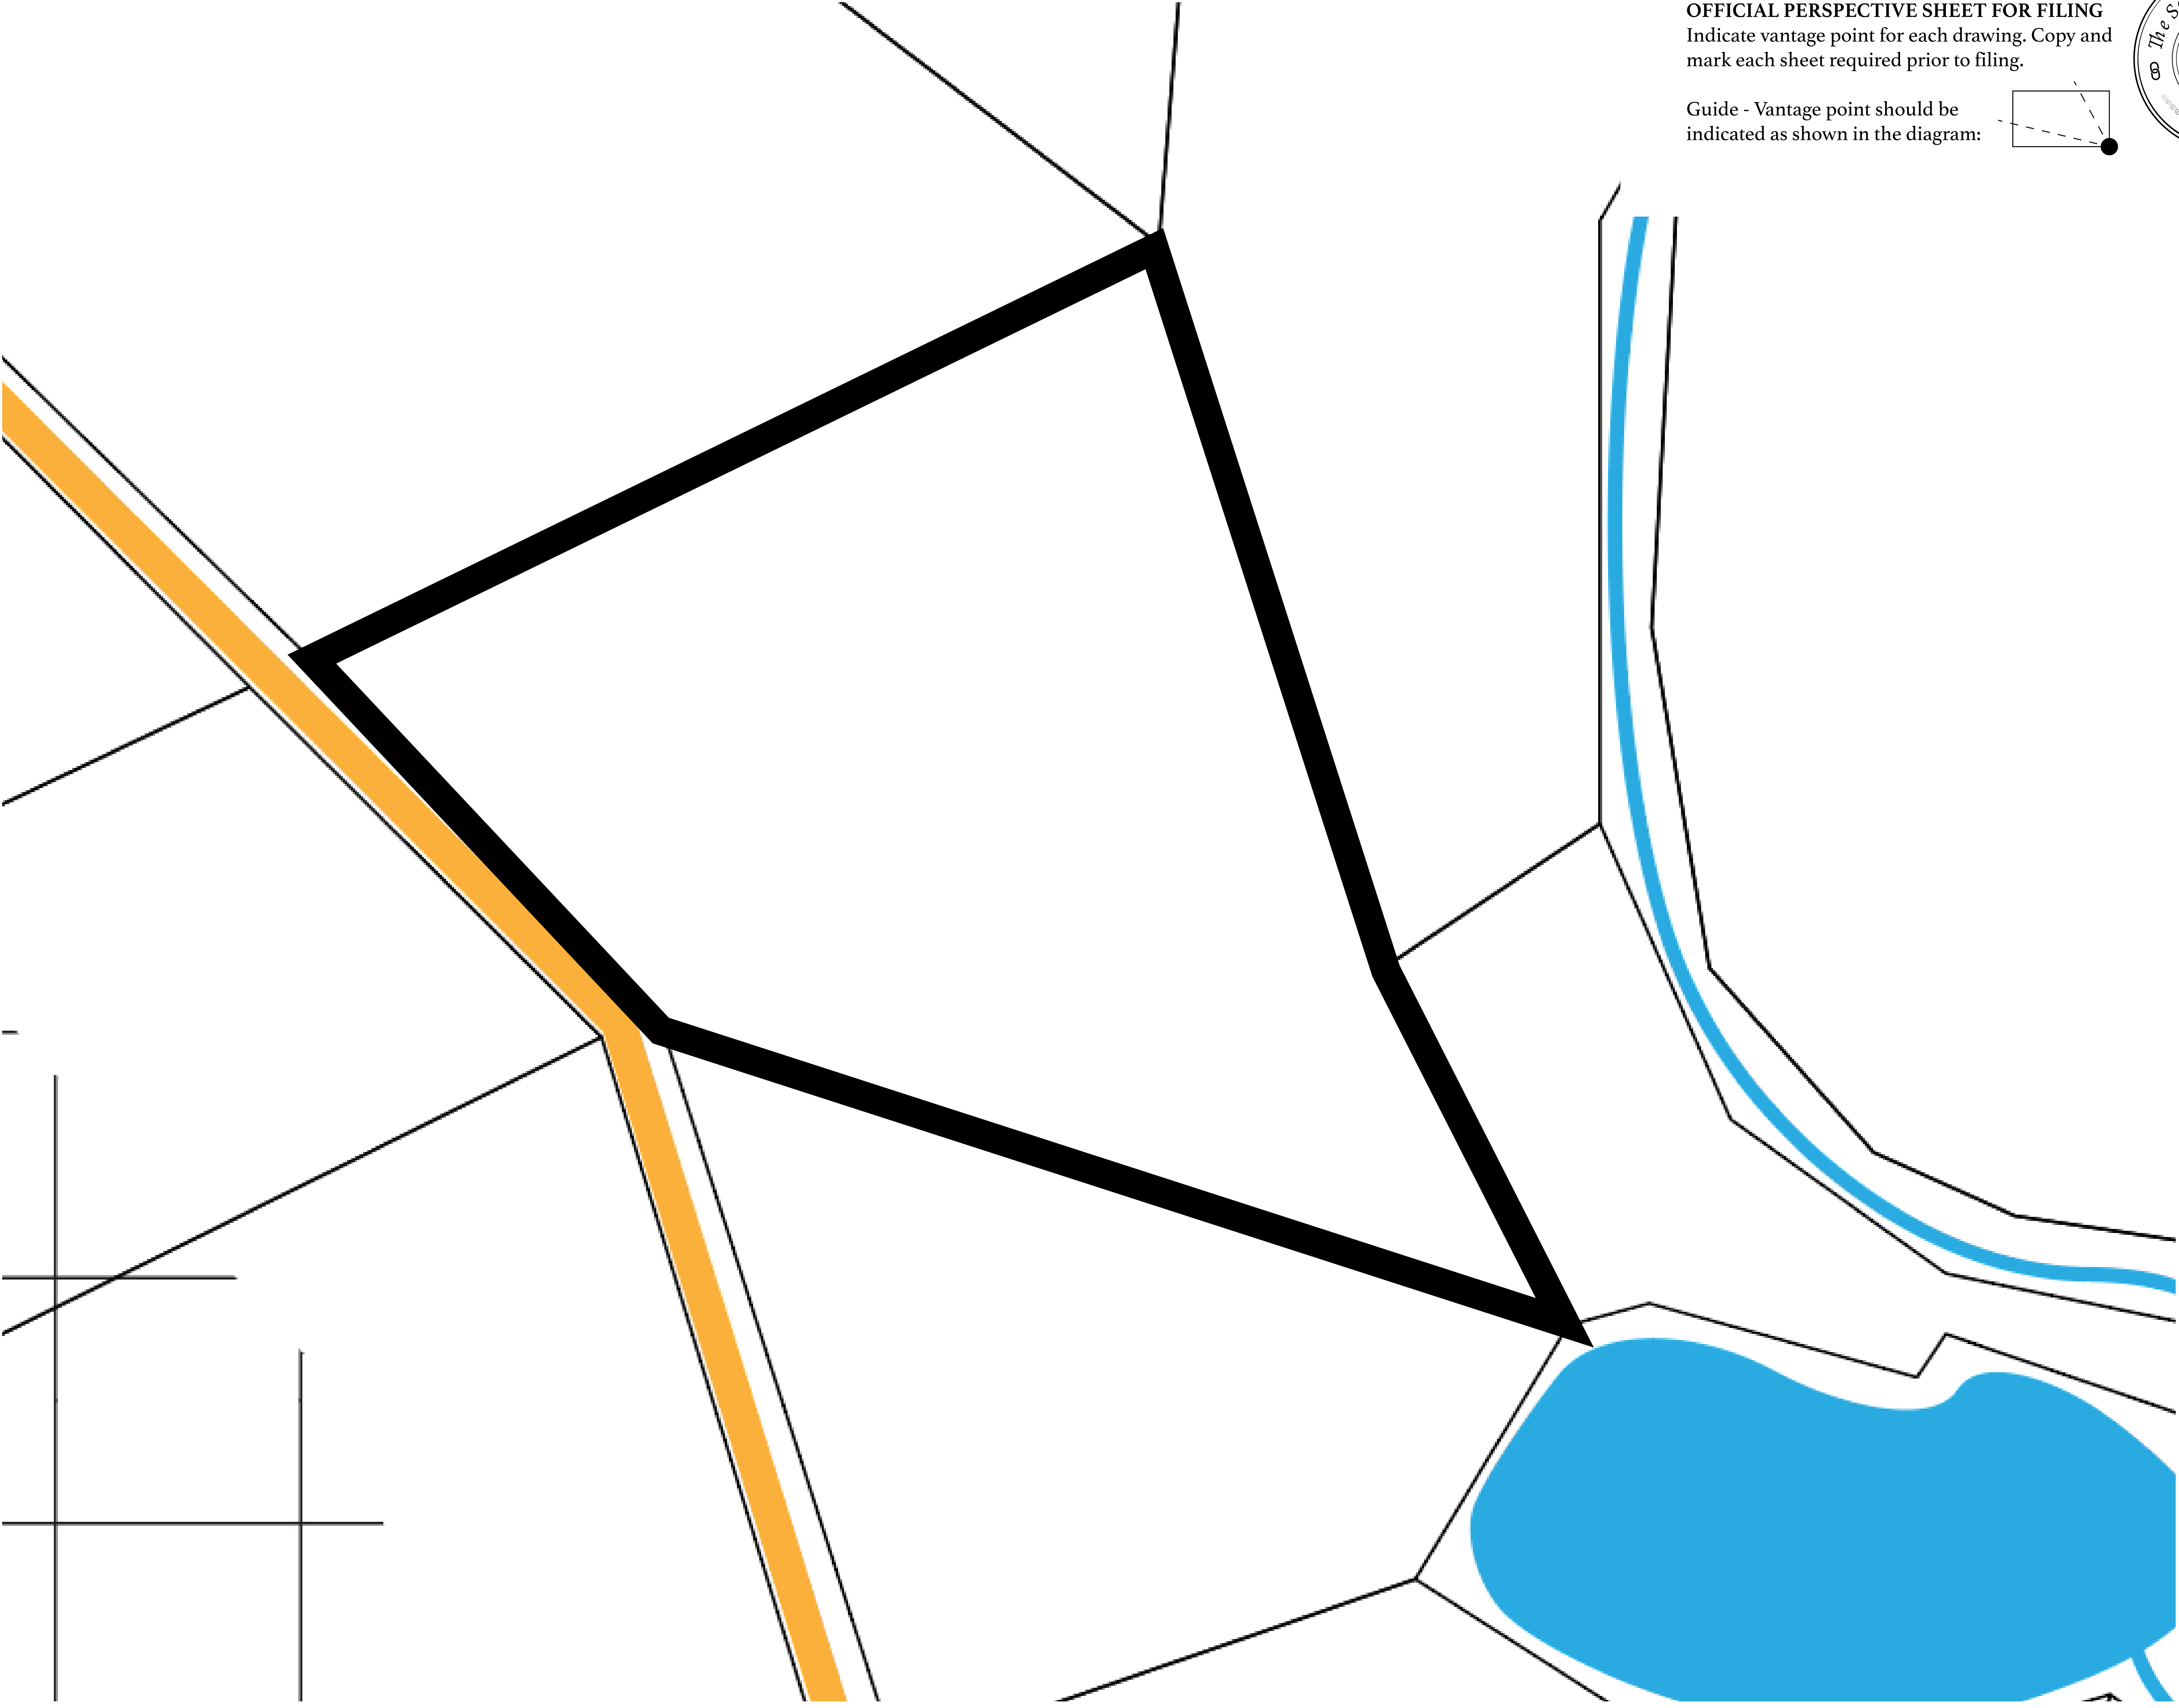 OFFICIAL PERSPECTIVE SHEET FOR FILING
Indicate vantage point for each drawing. Copy and
mark each sheet required prior to filing.
Guide - Vantage point should be
indicated as shown in the diagram:
The